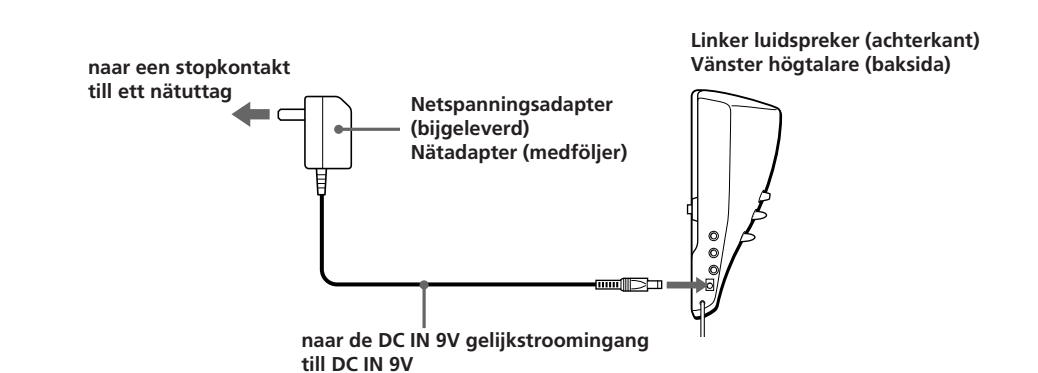 Linker luidspreker (achterkant)
Vänster högtalare (baksida)
naar een stopkontakt
till ett nätuttag
Netspanningsadapter
(bijgeleverd)
Nätadapter (medföljer)
naar de DC IN 9V gelijkstroomingang
till DC IN 9V